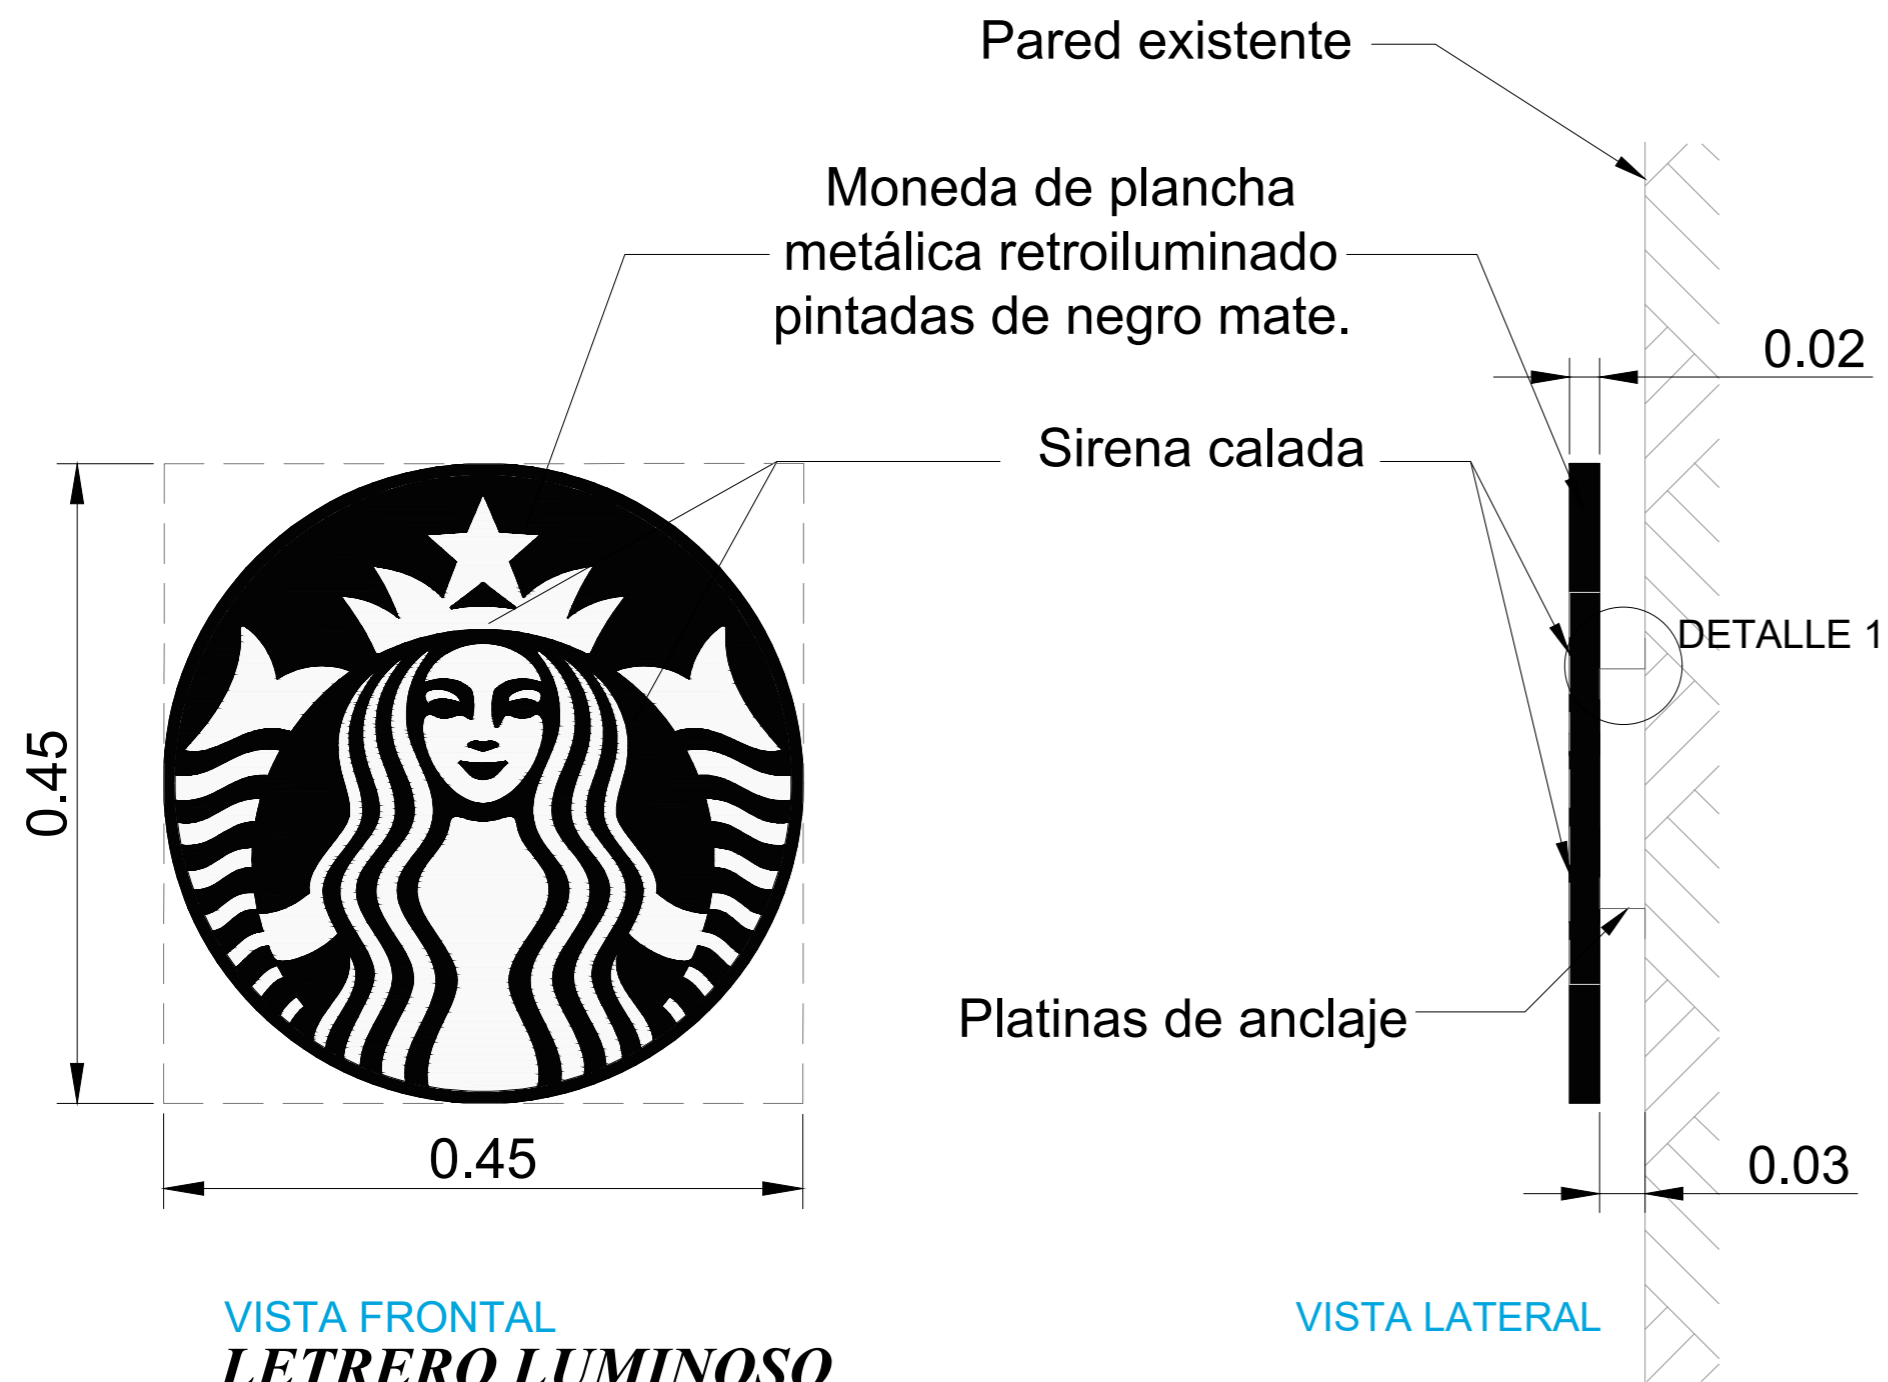 Pared existente
Moneda de plancha
metálica retroiluminado
pintadas de negro mate.
0.02
Sirena calada
DETALLE 1
0.45
Platinas de anclaje
0.45
0.03
VISTA FRONTAL
VISTA LATERAL
LETRERO LUMINOSO